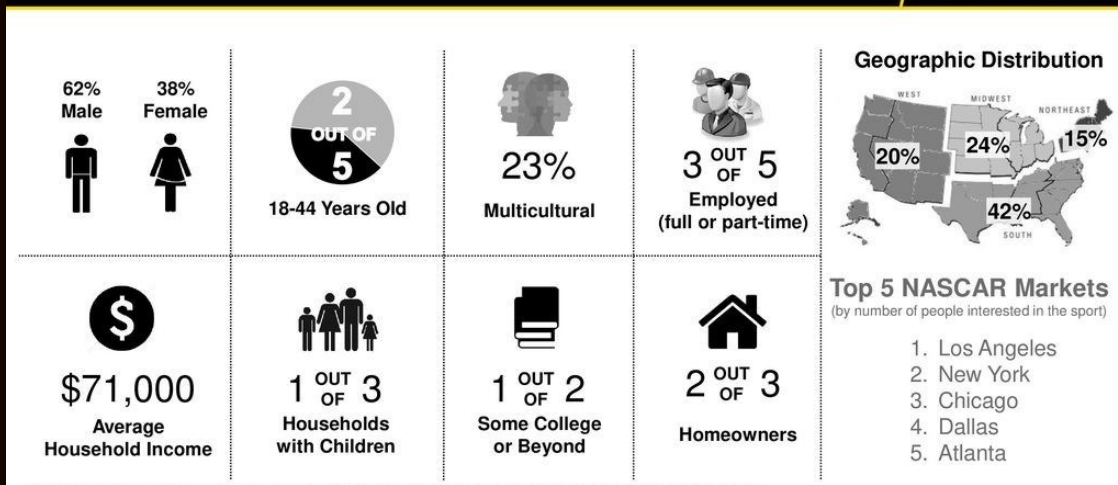 62%
Male
38%
Female
2
OUT OF
5
18-44 Years Old
23%
Multicultural
3 OUT OF 5
Employed
(full or part-time)
$71,000
Average
Household Income
1 OUT OF 3
Households
with Children
1 OUT OF 2
Some College
or Beyond
2 OUT OF 3
Homeowners
Geographic Distribution
WEST
MIDWEST
NORTHEAST
20%
24%
15%
42%
SOUTH
Top 5 NASCAR Markets
(by number of people interested in the sport)
1. Los Angeles
2. New York
3. Chicago
4. Dallas
5. Atlanta